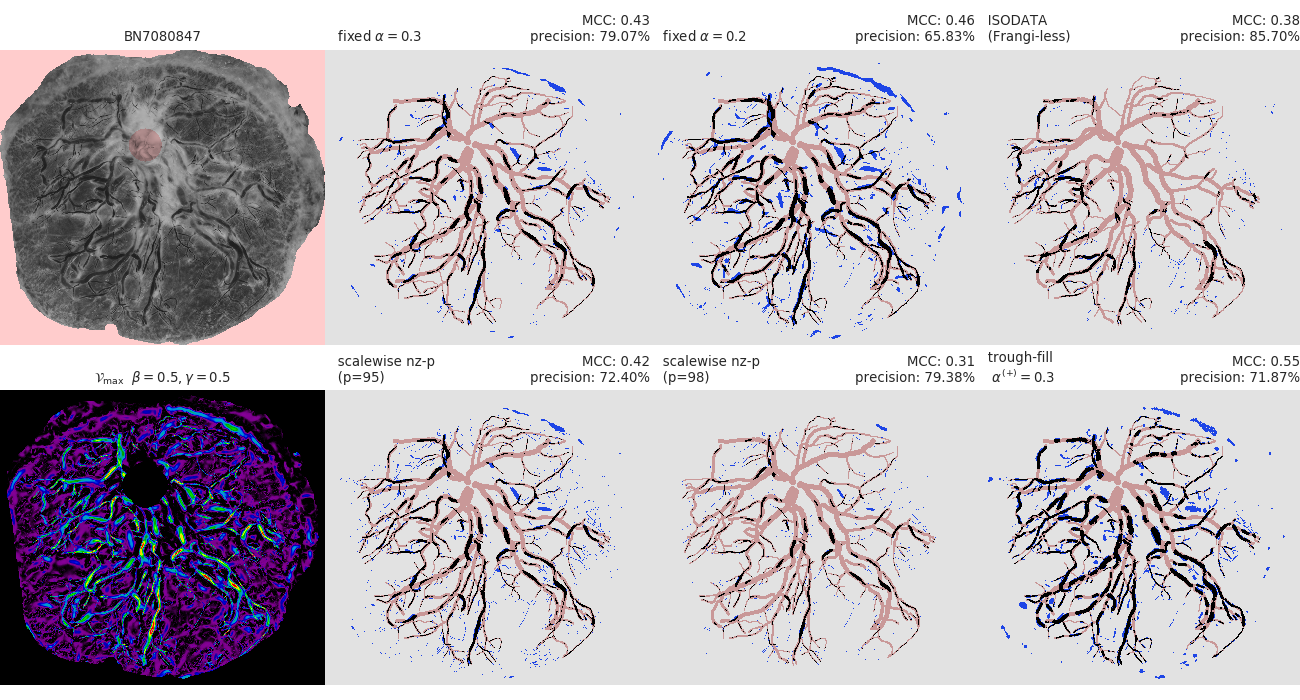 BN7080847
fixed α = 0.3
MCC: 0.43
precision: 79.07%
fixed α = 0.2
MCC: 0.46
precision: 65.83%
ISODATA
(Frangi-less)
MCC: 0.38
precision: 85.70%
𝒱max β = 0.5, γ = 0.5
scalewise nz-p
(p=95)
MCC: 0.42
precision: 72.40%
scalewise nz-p
(p=98)
MCC: 0.31
precision: 79.38%
trough-fill
α(+) = 0.3
MCC: 0.55
precision: 71.87%